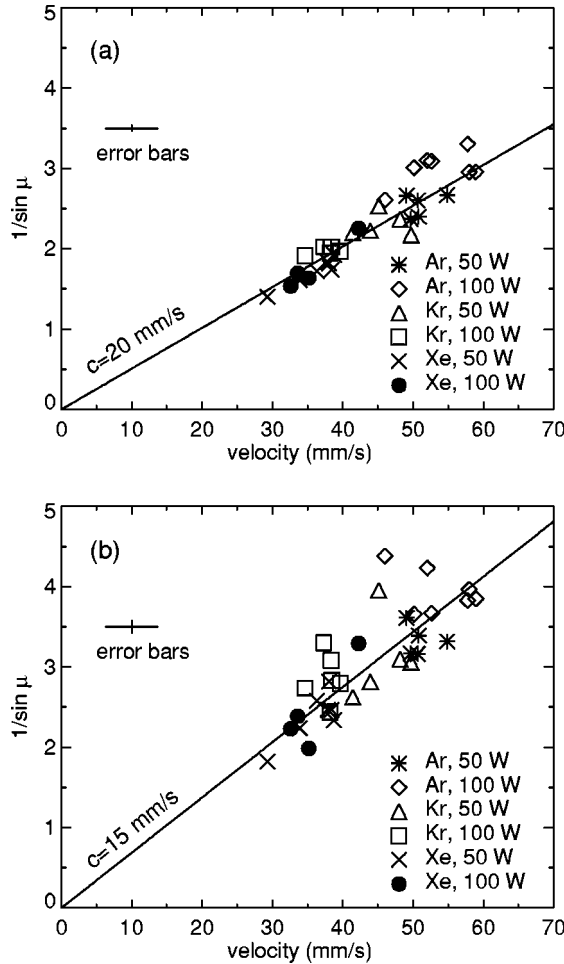 5
(a)
4
error bars
3
1/sin μ
2
c=20 mm/s
1
0
Ar, 50 W
Ar, 100 W
Kr, 50 W
Kr, 100 W
Xe, 50 W
Xe, 100 W
0 10 20 30 40 50 60 70
velocity (mm/s)
5
(b)
4
error bars
3
1/sin μ
2
c=15 mm/s
1
0
Ar, 50 W
Ar, 100 W
Kr, 50 W
Kr, 100 W
Xe, 50 W
Xe, 100 W
0 10 20 30 40 50 60 70
velocity (mm/s)